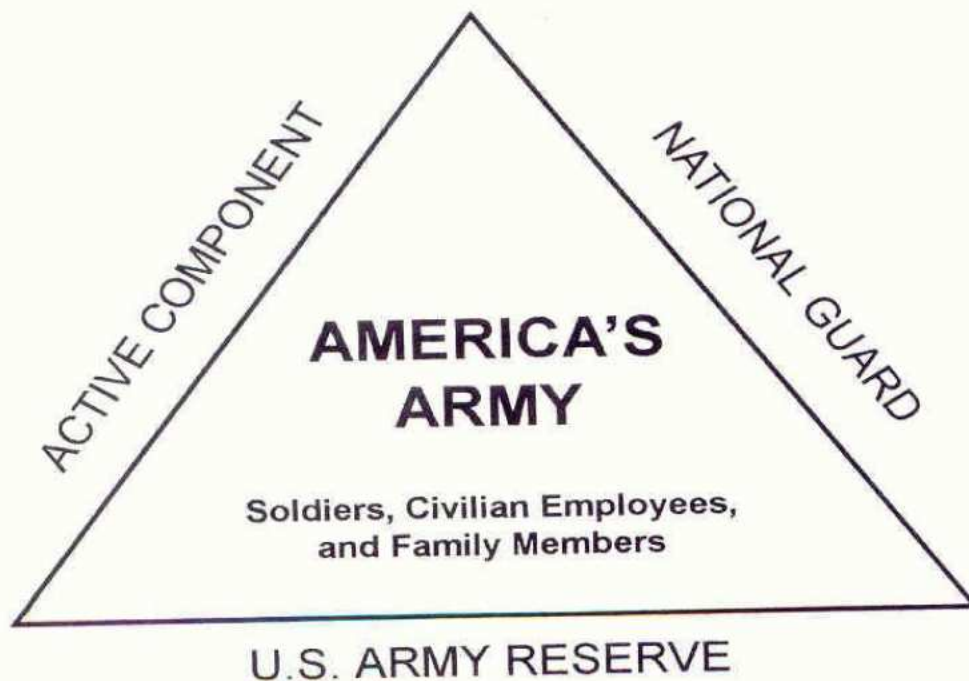 ACTIVE COMPONENT
NATIONAL GUARD
AMERICA'S
ARMY
Soldiers, Civilian Employees,
and Family Members
U.S. ARMY RESERVE